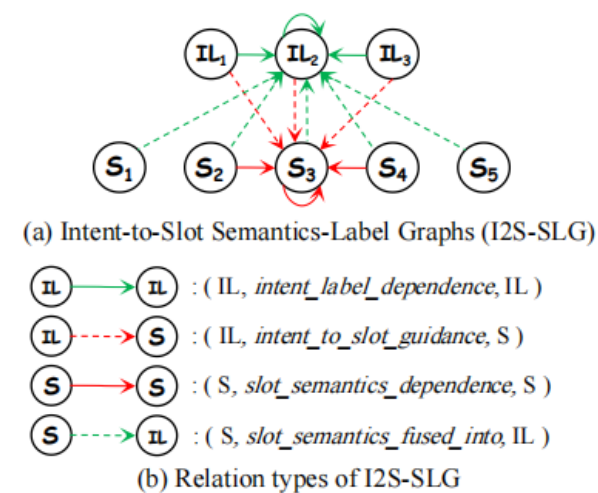 IL₁ IL₂ IL₃
S₁ S₂ S₃ S₄ S₅
(a) Intent-to-Slot Semantics-Label Graphs (I2S-SLG)
IL IL : ( IL, intent_label_dependence, IL )
IL S : ( IL, intent_to_slot_guidance, S )
S S : ( S, slot_semantics_dependence, S )
S IL : ( S, slot_semantics_fused_into, IL )
(b) Relation types of I2S-SLG